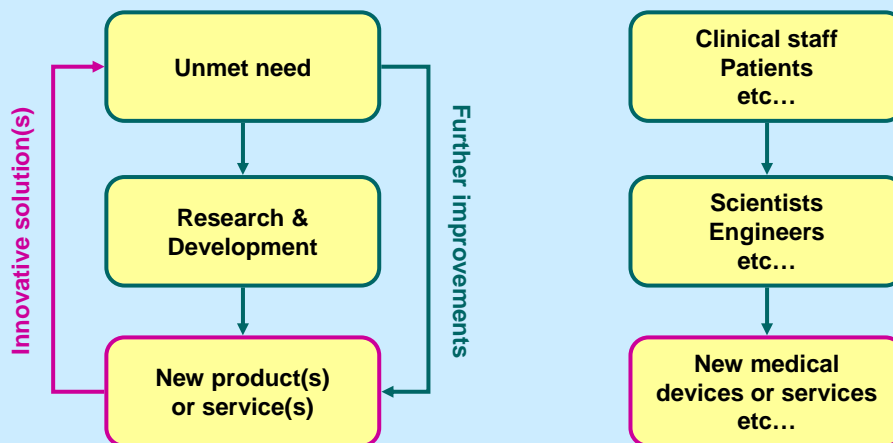 Unmet need
Research &
Development
New product(s)
or service(s)
Innovative solution(s)
Further improvements
Clinical staff
Patients
etc…
Scientists
Engineers
etc…
New medical
devices or services
etc…